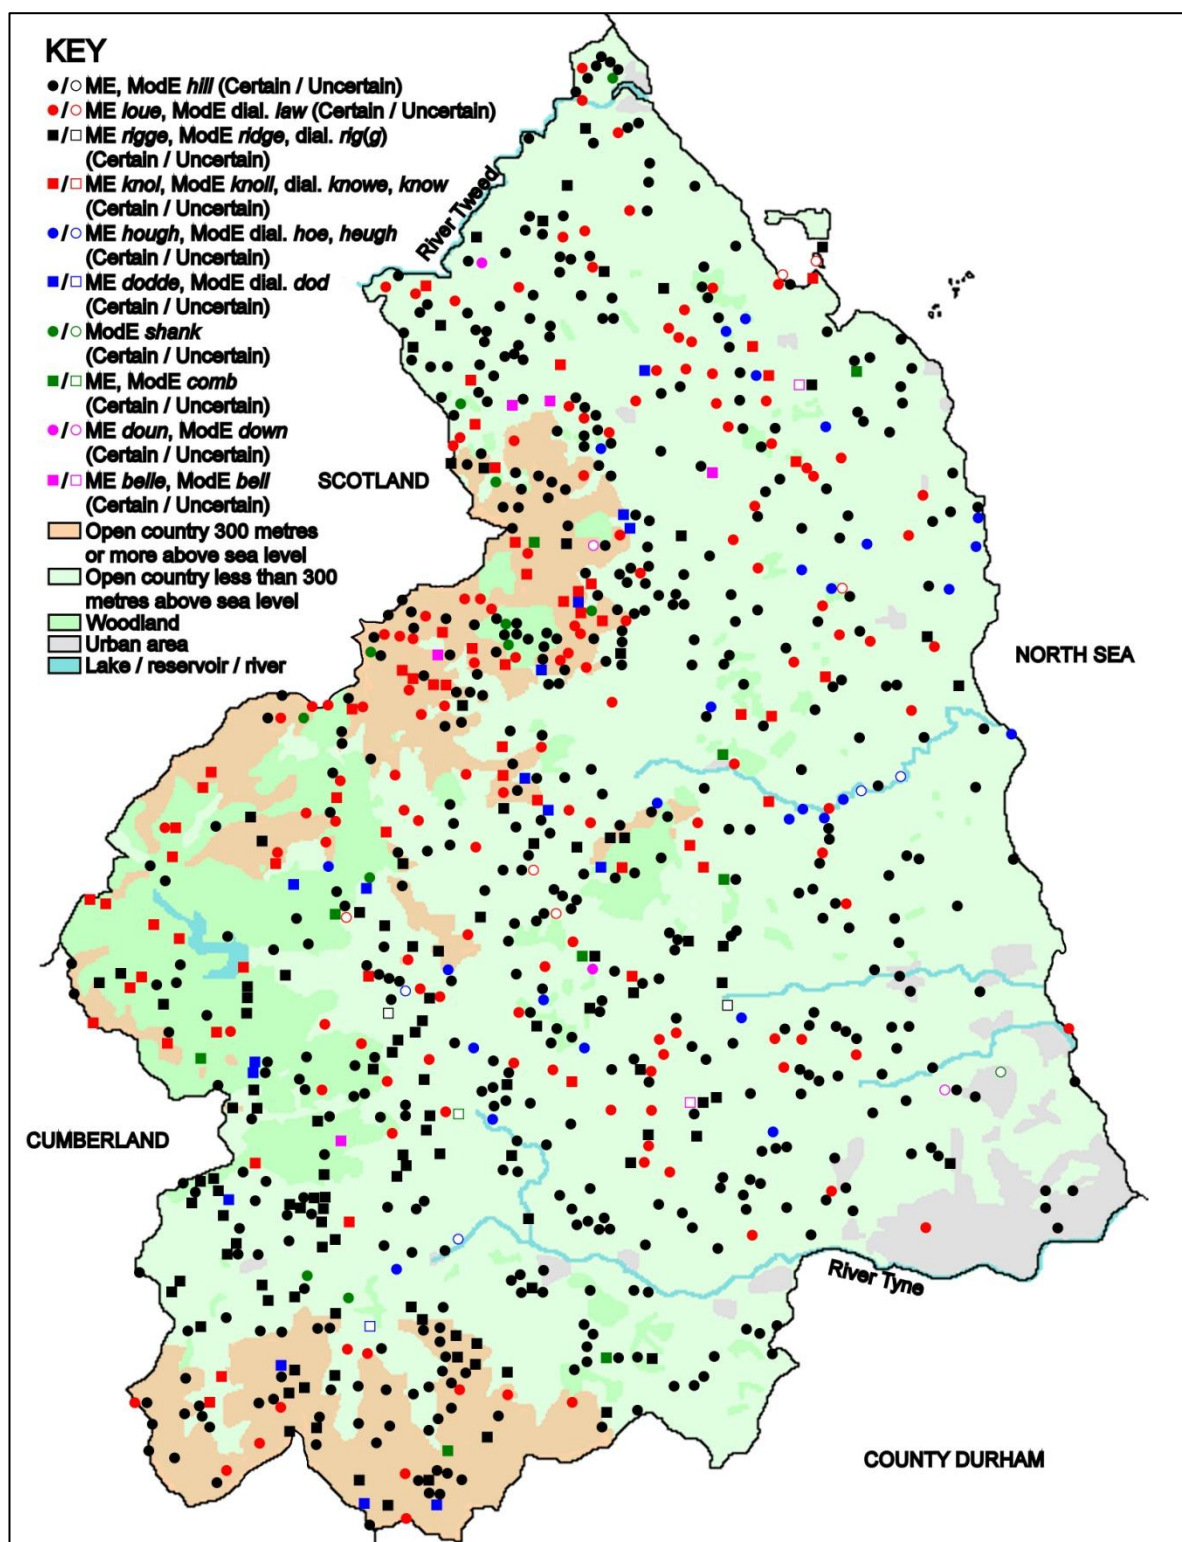 KEY
/ ME, ModE hill (Certain / Uncertain)
/ ME loue, ModE dial. law (Certain / Uncertain)
/ ME rigge, ModE ridge, dial. rig(g)
(Certain / Uncertain)
/ ME knol, ModE knoll, dial. knowe, know
(Certain / Uncertain)
/ ME hough, ModE dial. hoe, heugh
(Certain / Uncertain)
/ ME dodde, ModE dial. dod
(Certain / Uncertain)
/ ModE shank
(Certain / Uncertain)
/ ME, ModE comb
(Certain / Uncertain)
/ ME doun, ModE down
(Certain / Uncertain)
/ ME belle, ModE bell
(Certain / Uncertain)
Open country 300 metres
or more above sea level
Open country less than 300
metres above sea level
Woodland
Urban area
Lake / reservoir / river
River Tweed
SCOTLAND
NORTH SEA
CUMBERLAND
River Tyne
COUNTY DURHAM